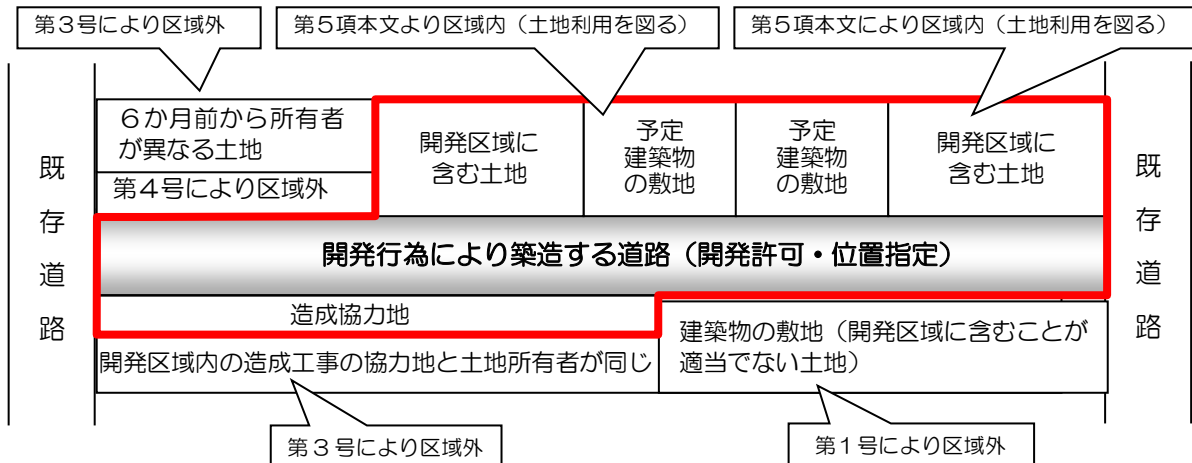 第3号により区域外
第5項本文より区域内（土地利用を図る）
第5項本文により区域内（土地利用を図る）
既存道路
６か月前から所有者
が異なる土地
第４号により区域外
開発区域に
含む土地
予定
建築物
の敷地
予定
建築物
の敷地
開発区域に
含む土地
既存道路
開発行為により築造する道路（開発許可・位置指定）
造成協力地
開発区域内の造成工事の協力地と土地所有者が同じ
建築物の敷地（開発区域に含むことが
適当でない土地）
第３号により区域外
第1号により区域外